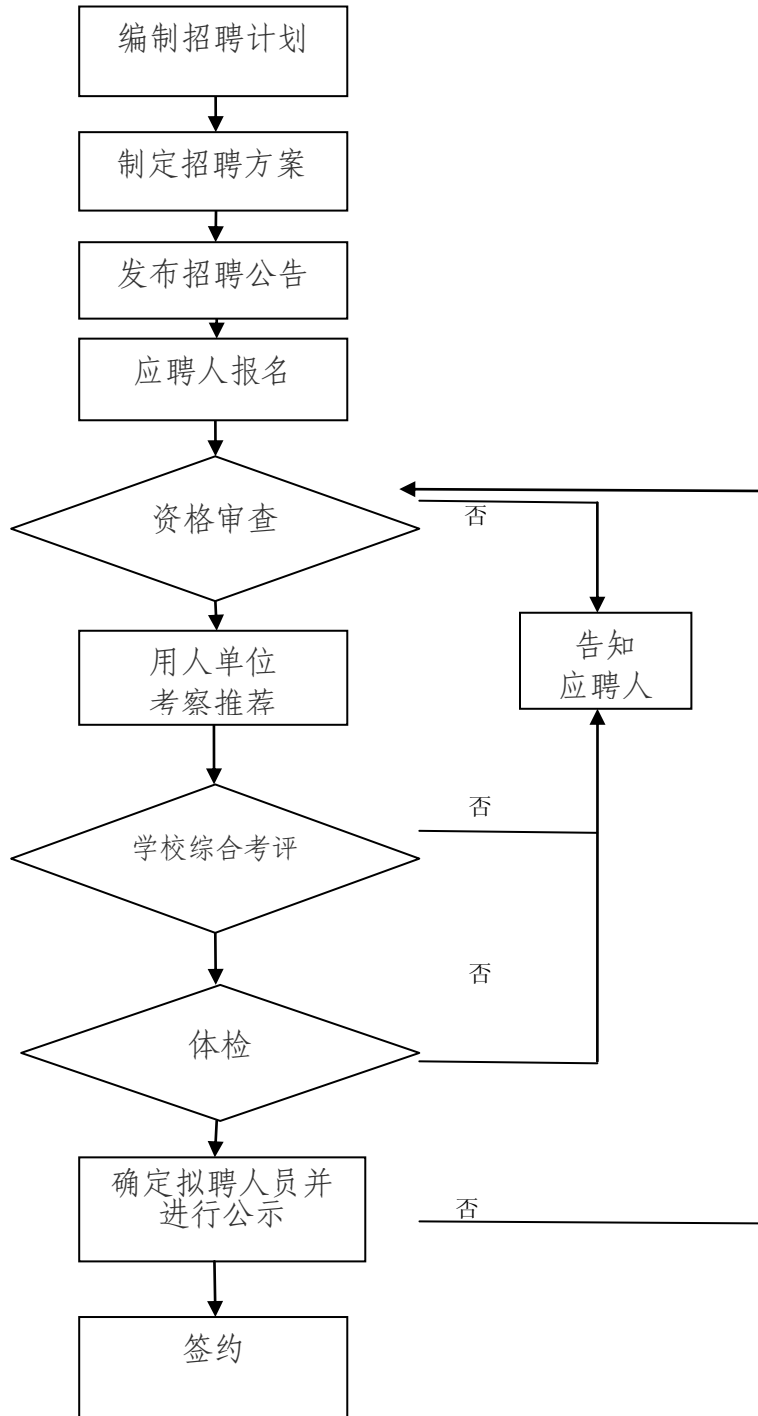 编制招聘计划
制定招聘方案
发布招聘公告
应聘人报名
资格审查
否
用人单位
考察推荐
告知
应聘人
否
学校综合考评
否
体检
确定拟聘人员并
进行公示
否
签约